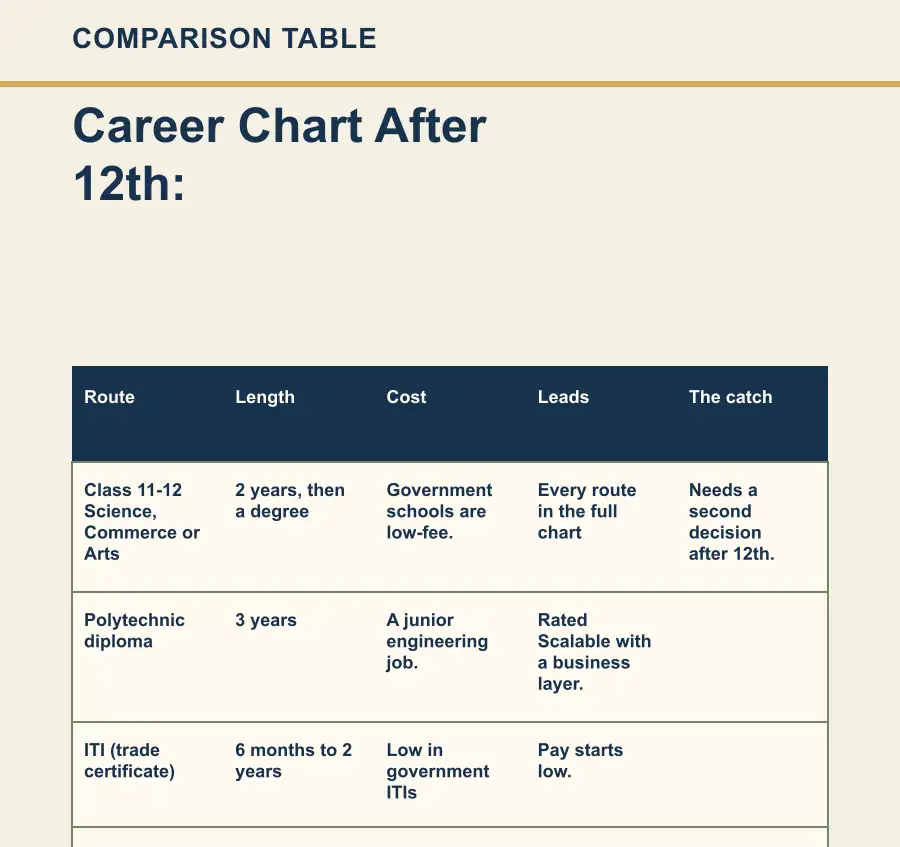 COMPARISON TABLE
Career Chart After
12th:
Route Length Cost Leads The catch
Class 11-12
Science,
Commerce or
Arts
2 years, then
a degree
Government
schools are
low-fee.
Every route
in the full
chart
Needs a
second
decision
after 12th.
Polytechnic
diploma
3 years
A junior
engineering
job.
Rated
Scalable with
a business
layer.
ITI (trade
certificate)
6 months to 2
years
Low in
government
ITIs
Pay starts
low.